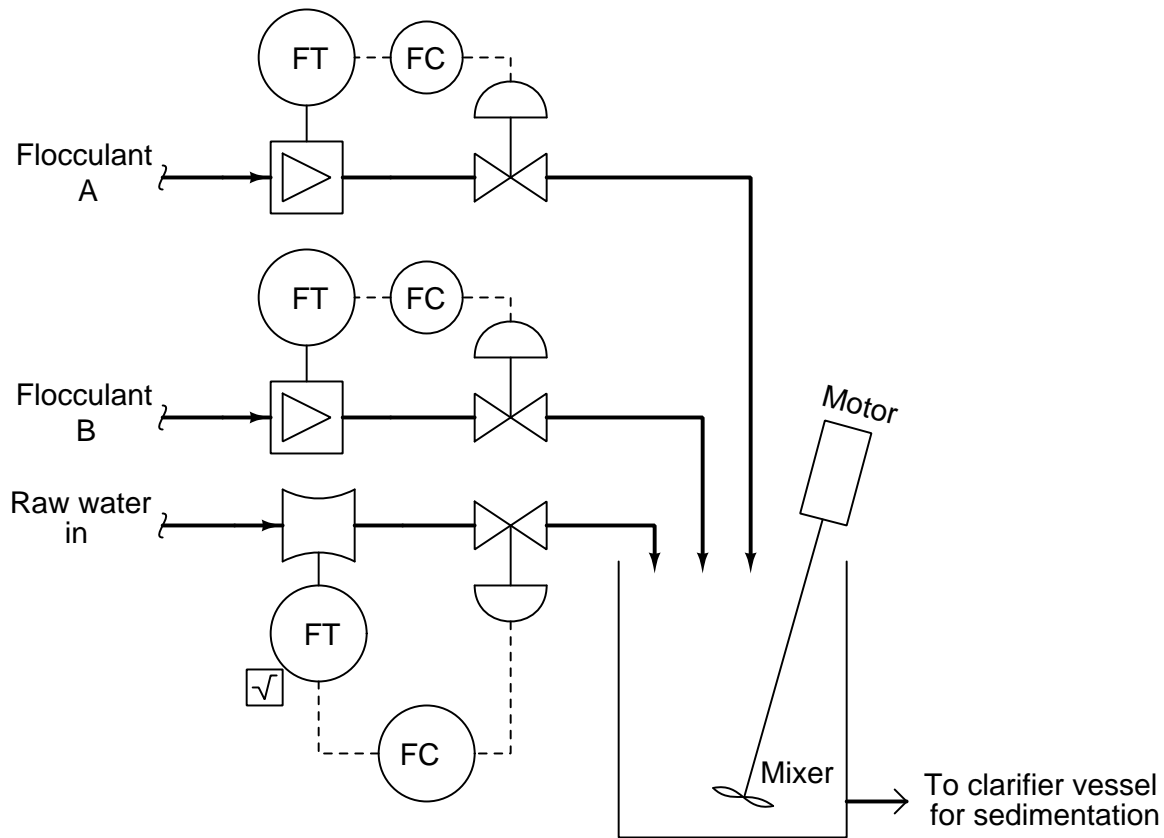 FT
FC
Flocculant
A
FT
FC
Flocculant
B
Motor
Raw water
in
FT
√
FC
Mixer
To clarifier vessel
for sedimentation